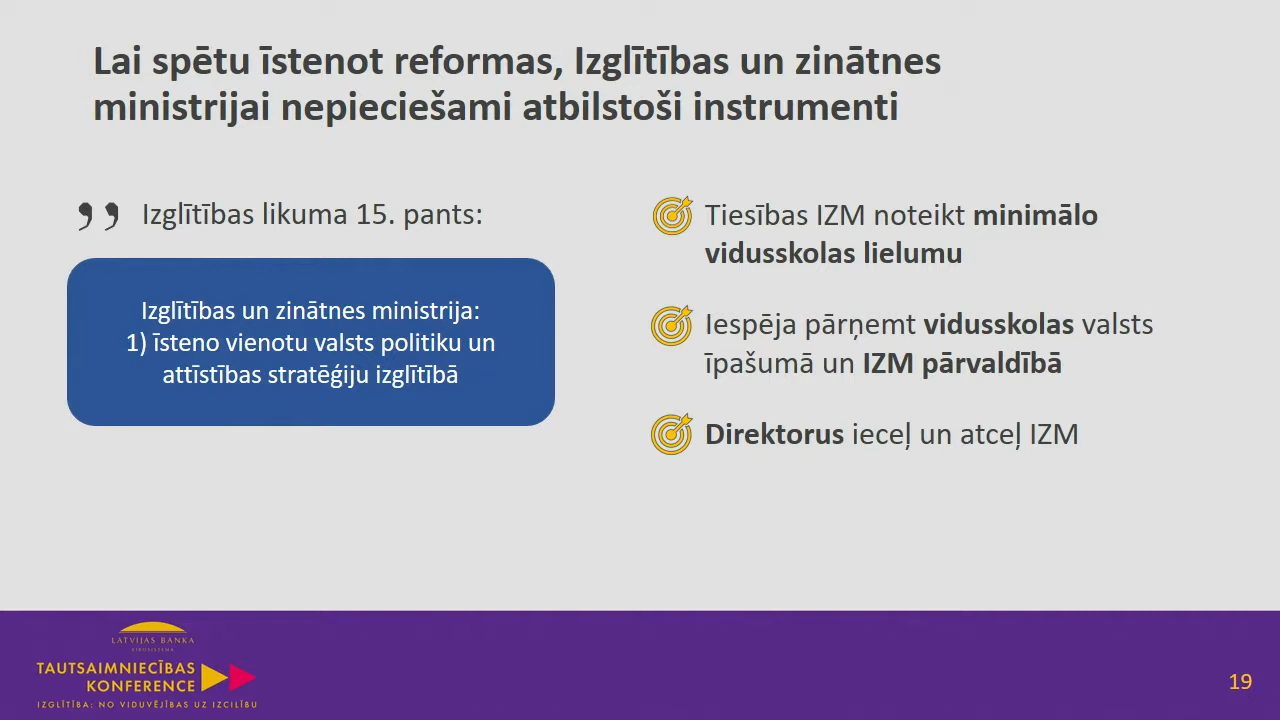 Lai spētu īstenot reformas, Izglītības un zinātnes
ministrijai nepieciešami atbilstoši instrumenti
Izglītības likuma 15. pants:
Izglītības un zinātnes ministrija:
1) īsteno vienotu valsts politiku un
attīstības stratēģiju izglītībā
Tiesības IZM noteikt minimālo
vidusskolas lielumu
Iespēja pārņemt vidusskolas valsts
īpašumā un IZM pārvaldībā
Direktorus ieceļ un atceļ IZM
LATVIJAS BANKA
EIROSISTĒMA
TAUTSAIMNIECĪBAS
KONFERENCE
IZGLĪTĪBA: NO VIDUVĒJĪBAS UZ IZCILĪBU
19